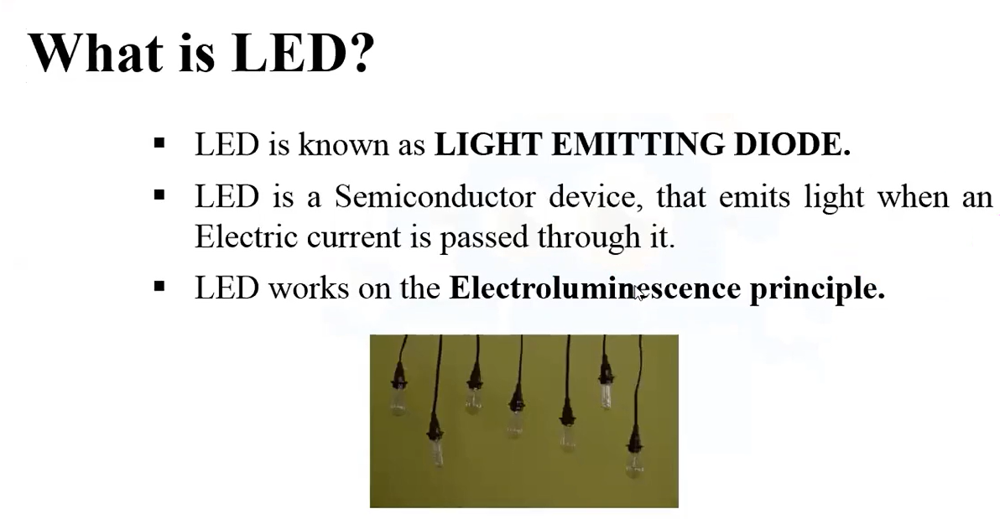 What is LED?
LED is known as LIGHT EMITTING DIODE.
LED is a Semiconductor device, that emits light when an
Electric current is passed through it.
LED works on the Electroluminescence principle.